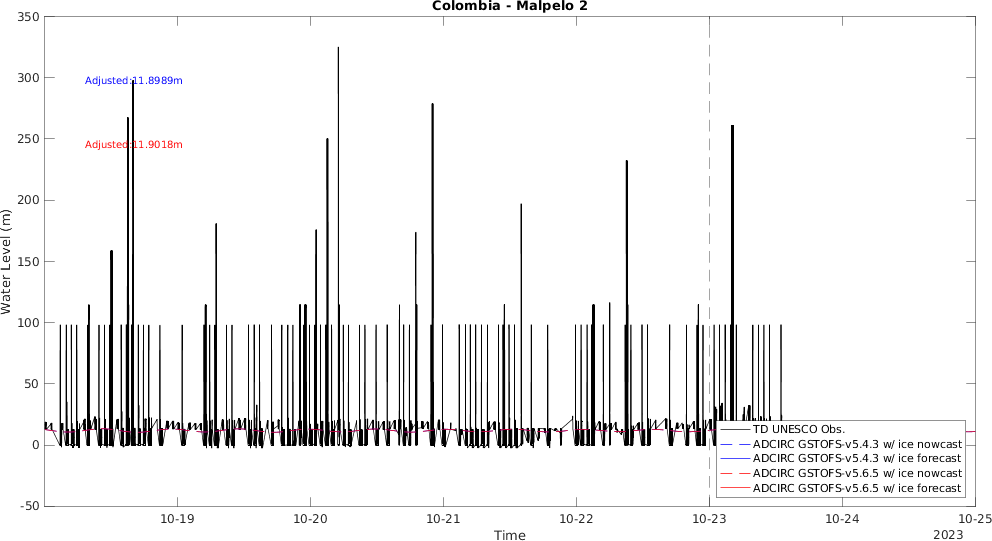 Colombia - Malpelo 2
350
300
250
200
150
100
50
0
-50
Water Level (m)
Adjusted:11.8989m
Adjusted:11.9018m
TD UNESCO Obs.
ADCIRC GSTOFS-v5.4.3 w/ ice nowcast
ADCIRC GSTOFS-v5.4.3 w/ ice forecast
ADCIRC GSTOFS-v5.6.5 w/ ice nowcast
ADCIRC GSTOFS-v5.6.5 w/ ice forecast
10-19 10-20 10-21 10-22 10-23 10-24 10-25
Time
2023